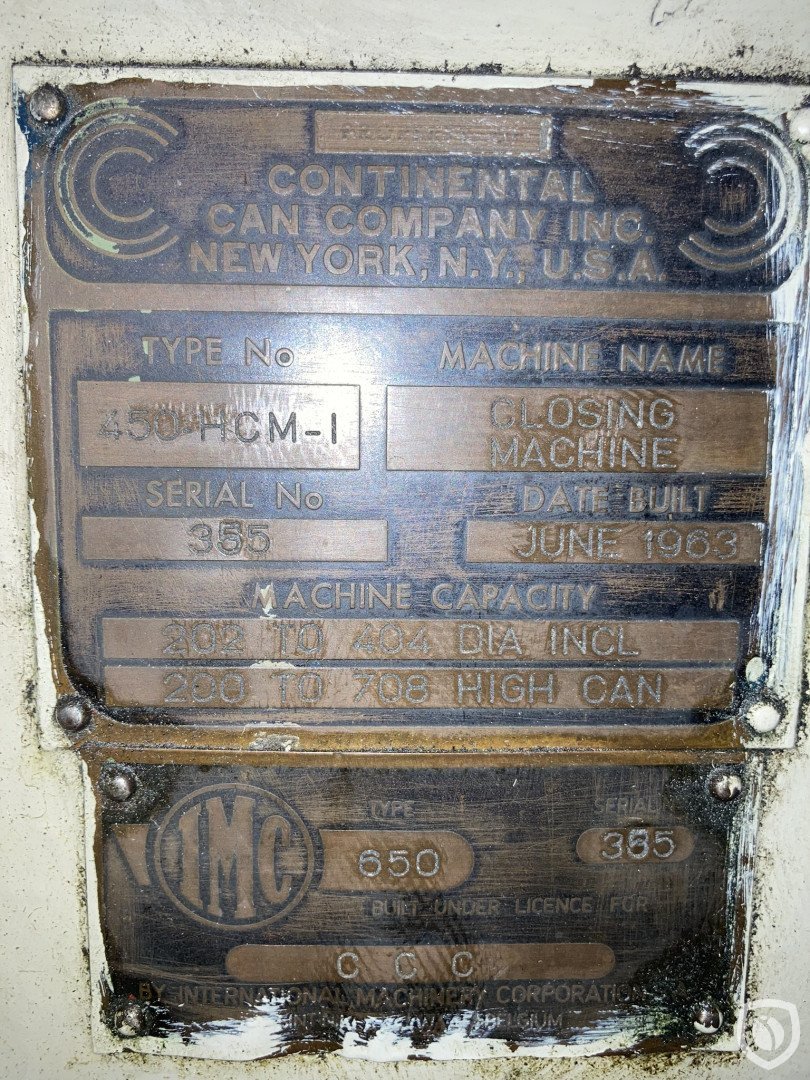 CONTINENTAL
CAN COMPANY INC.
NEW YORK, N.Y., U.S.A.
TYPE No MACHINE NAME
450-HCM-I CLOSING
MACHINE
SERIAL No DATE BUILT
355 JUNE 1963
MACHINE CAPACITY
202 TO 404 DIA INCL
200 TO 708 HIGH CAN
IMC
TYPE SERIAL
650 355
BUILT UNDER LICENCE FOR
C C C
BY INTERNATIONAL MACHINERY CORPORATION
BELGIUM